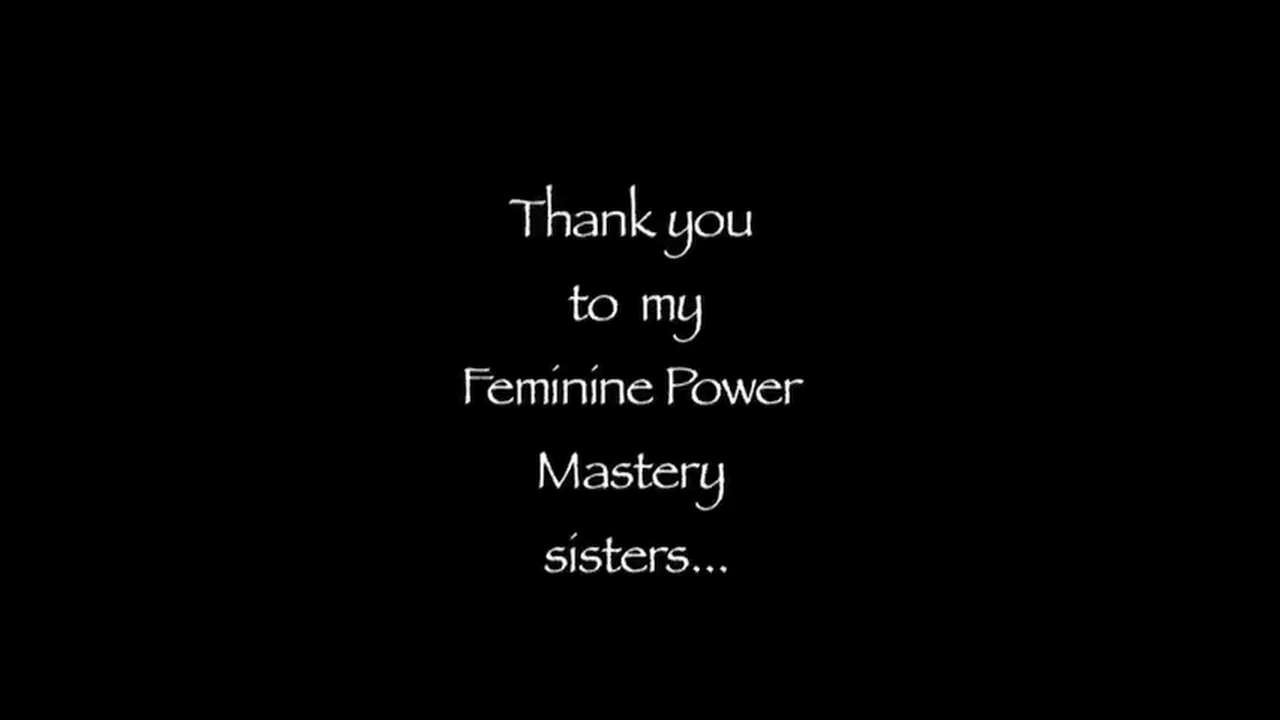 Thank you
to my
Feminine Power
Mastery
sisters...